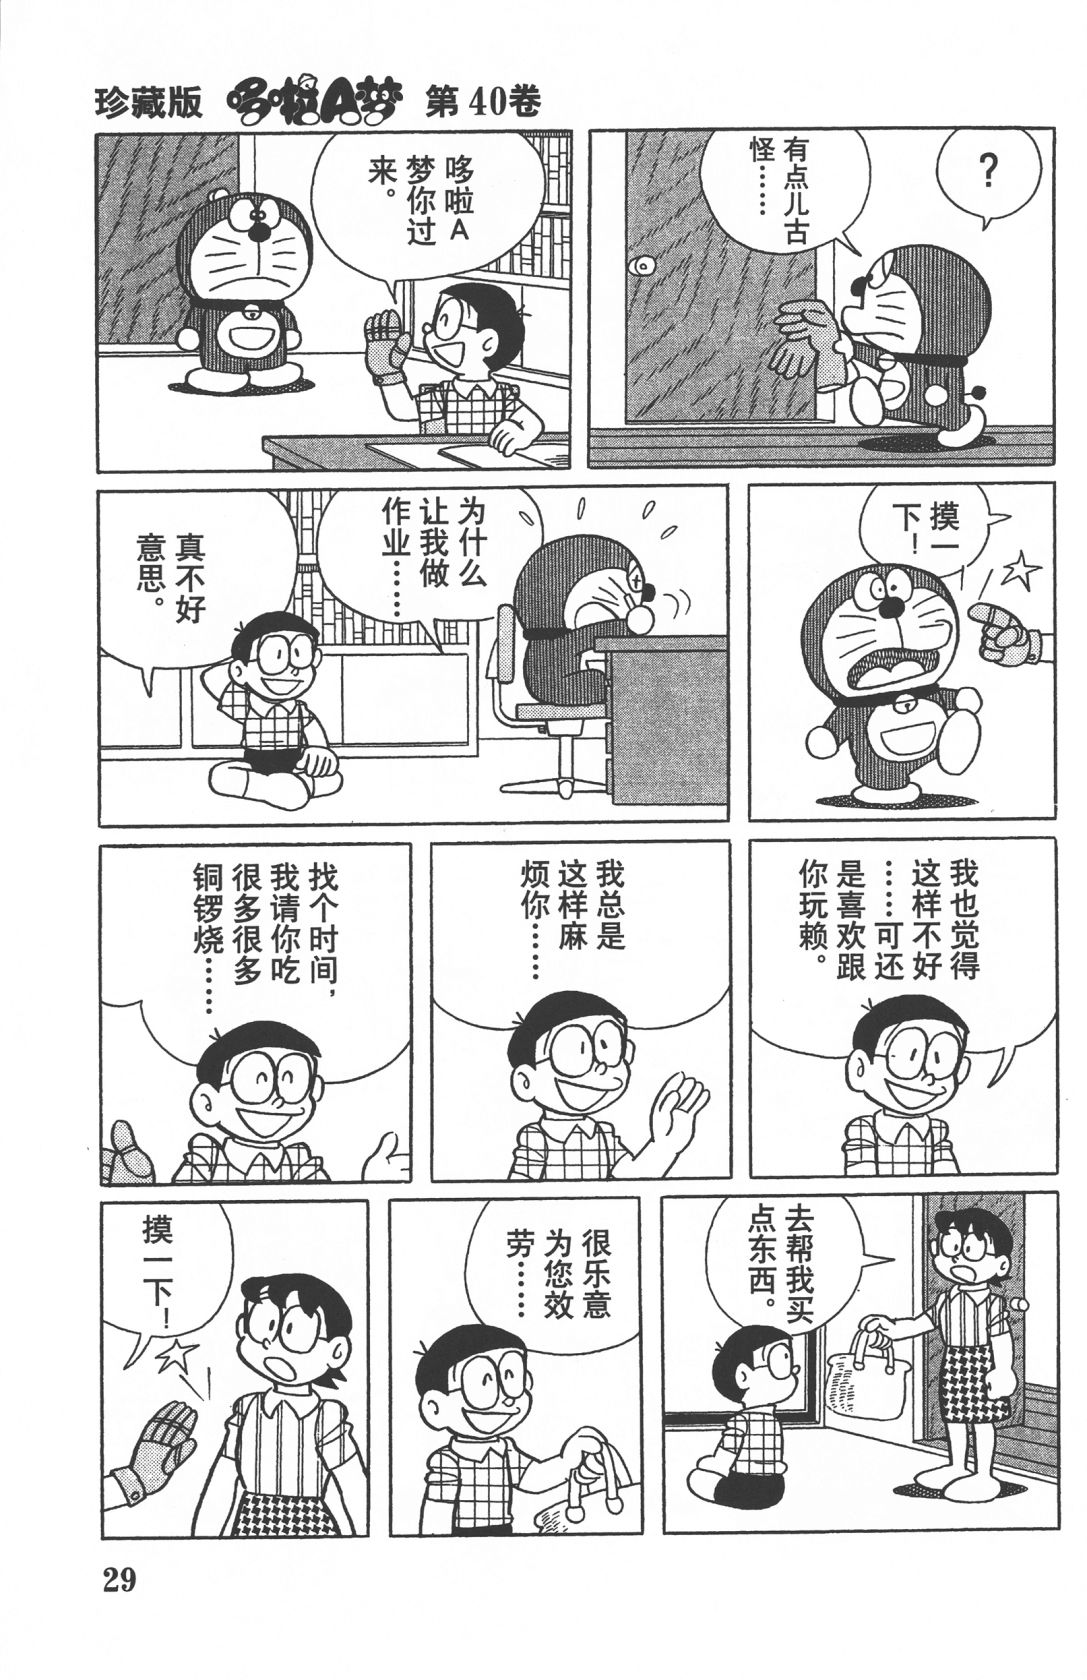 珍藏版 哆啦A梦 第40卷
?
有点儿古
怪……
哆啦A
梦你过
来。
摸一
下!
为什么
让我做
作业……
真不好
意思。
我也觉得
这样不好
……可还
是喜欢跟
你玩赖。
我总是
这样麻
烦你……
找个时间,
我请你吃
很多很多
铜锣烧……
去帮我买
点东西。
很乐意
为您效
劳……
摸一下!
29